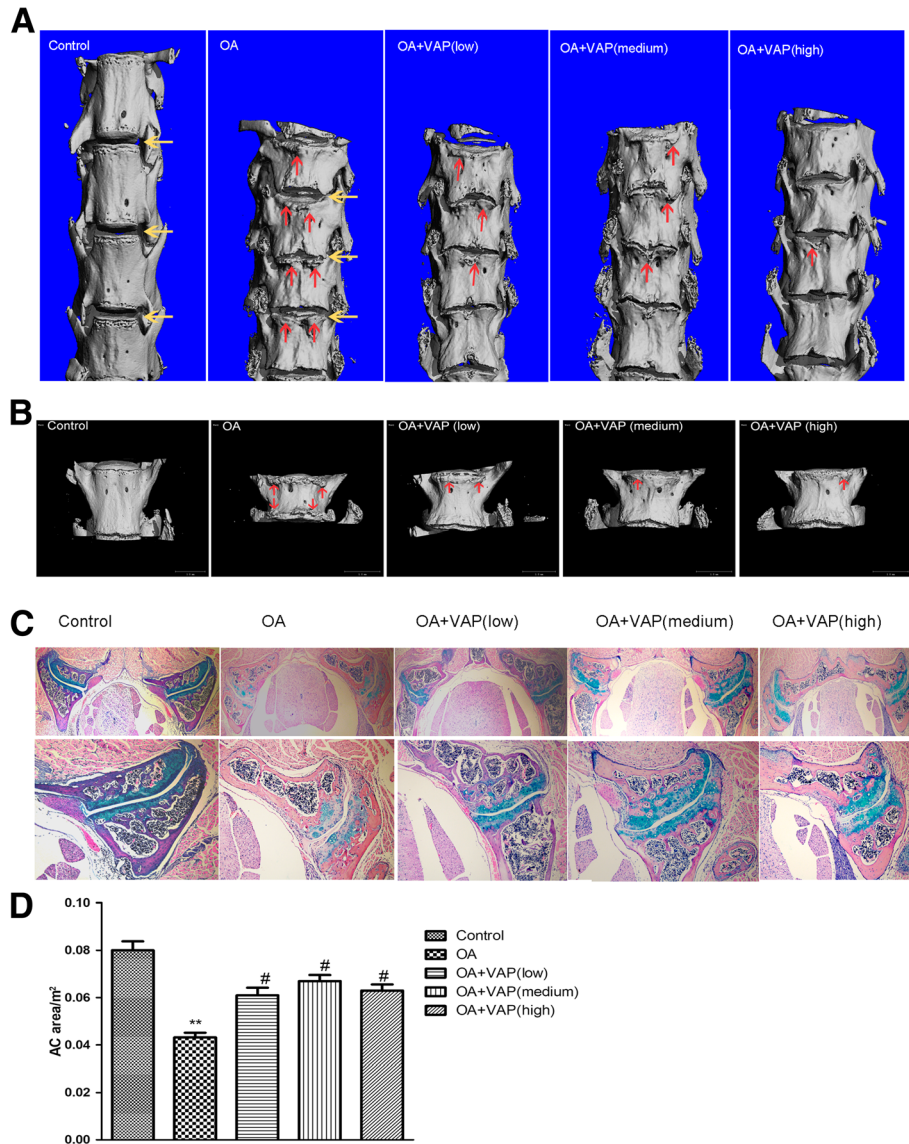 A
Control OA OA+VAP(low) OA+VAP(medium) OA+VAP(high)
B
Control OA OA+VAP (low) OA+VAP (medium) OA+VAP (high)
C
Control OA OA+VAP(low) OA+VAP(medium) OA+VAP(high)
D
AC area/m²
0.10
0.08
0.06
0.04
0.02
0.00
**
#
#
#
Control
OA
OA+VAP(low)
OA+VAP(medium)
OA+VAP(high)